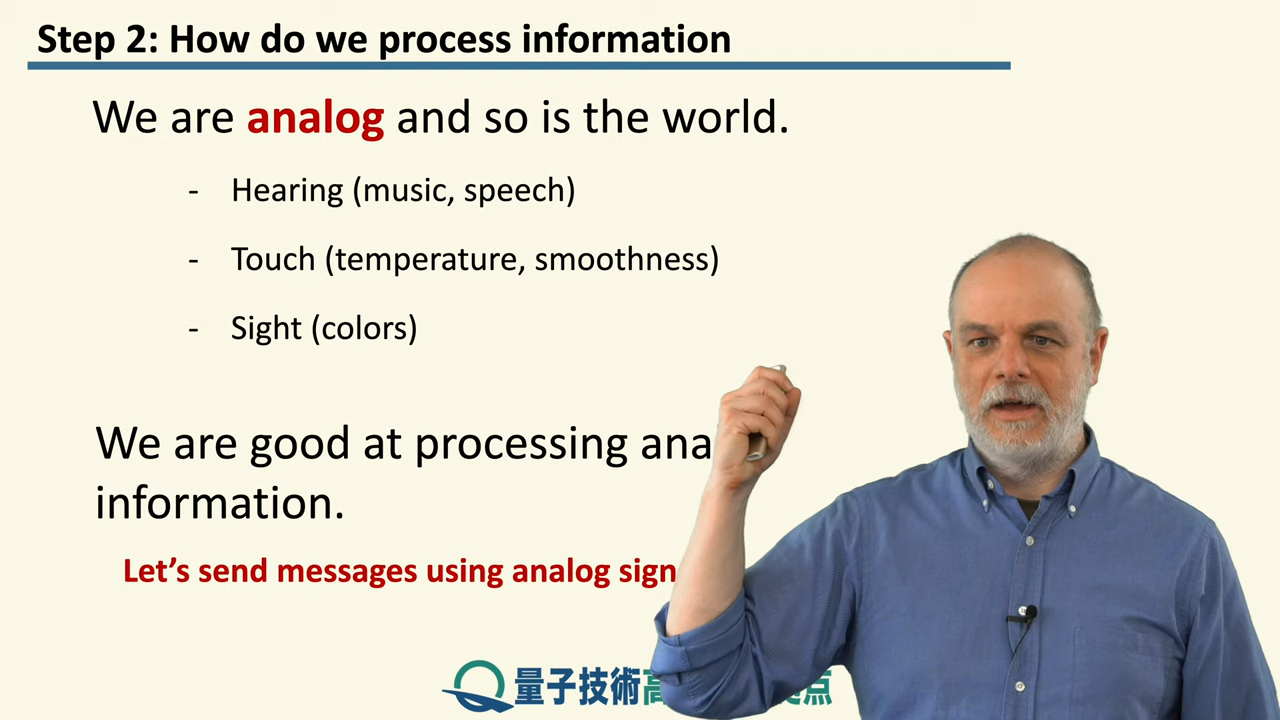 Step 2: How do we process information
We are analog and so is the world.
- Hearing (music, speech)
- Touch (temperature, smoothness)
- Sight (colors)
We are good at processing ana
information.
Let’s send messages using analog sign
量子技術高 点